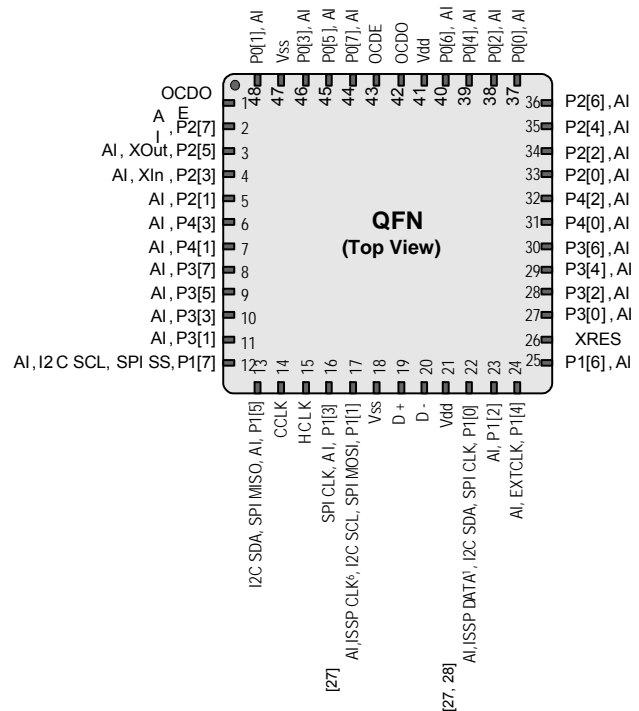 P0[1], AI
Vss
P0[3], AI
P0[5], AI
P0[7], AI
OCDE
OCDO
Vdd
P0[6], AI
P0[4], AI
P0[2], AI
P0[0], AI
48
47
46
45
44
43
42
41
40
39
38
37
OCDO
A E
I , P2[7]
AI , XOut, P2[5]
AI , XIn , P2[3]
AI , P2[1]
AI , P4[3]
AI , P4[1]
AI , P3[7]
AI , P3[5]
AI , P3[3]
AI , P3[1]
AI, I2 C SCL, SPI SS, P1[7]
1
2
3
4
5
6
7
8
9
10
11
12
QFN
(Top View)
36
35
34
33
32
31
30
29
28
27
26
25
P2[6] , AI
P2[4] , AI
P2[2] , AI
P2[0] , AI
P4[2] , AI
P4[0] , AI
P3[6] , AI
P3[4] , AI
P3[2] , AI
P3[0] , AI
XRES
P1[6] , AI
13
14
15
16
17
18
19
20
21
22
23
24
I2C SDA, SPI MISO, AI, P1[5]
CCLK
HCLK
SPI CLK, AI, P1[3]
AI,ISSP CLK⁶, I2C SCL, SPI MOSI, P1[1]
Vss
D +
D -
Vdd
AI,ISSP DATA¹, I2C SDA, SPI CLK, P1[0]
AI, P1[2]
AI, EXTCLK, P1[4]
[27]
[27, 28]